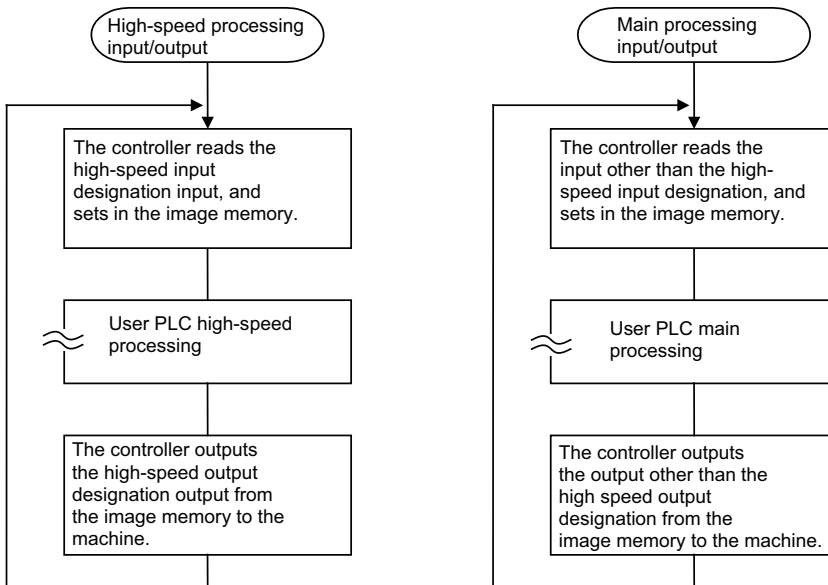 High-speed processing
input/output
The controller reads the
high-speed input
designation input, and
sets in the image memory.
User PLC high-speed
processing
The controller outputs
the high-speed output
designation output from
the image memory to the
machine.
Main processing
input/output
The controller reads the
input other than the high-
speed input designation, and
sets in the image memory.
User PLC main
processing
The controller outputs
the output other than the
high speed output
designation from the
image memory to the machine.